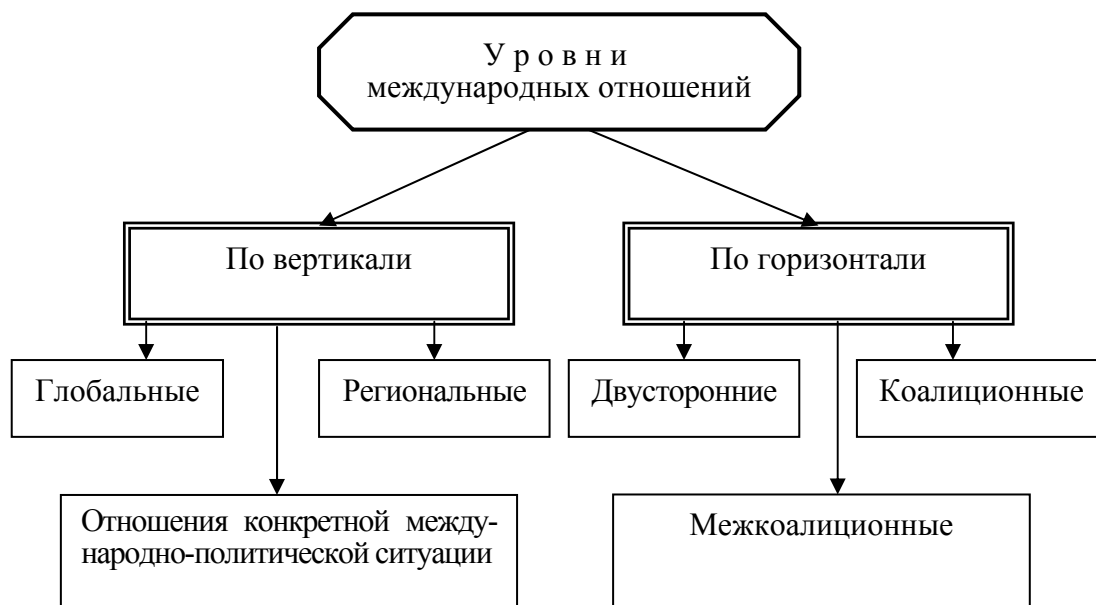 У р о в н и
международных отношений
По вертикали
По горизонтали
Глобальные
Региональные
Двусторонние
Коалиционные
Отношения конкретной между-
народно-политической ситуации
Межкоалиционные